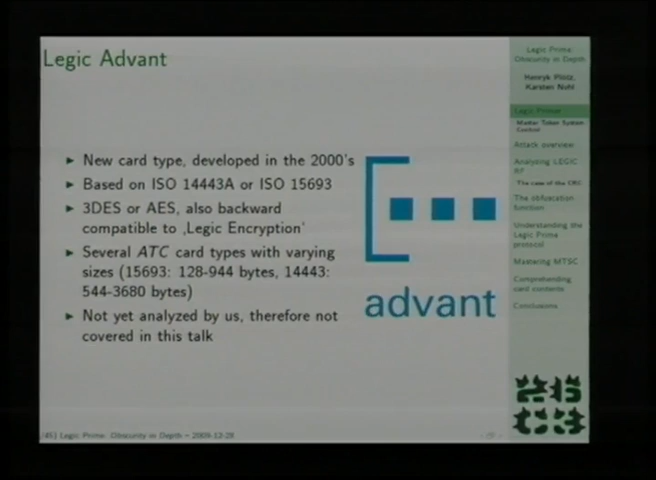 Legic Advant
► New card type, developed in the 2000's
► Based on ISO 14443A or ISO 15693
► 3DES or AES, also backward
compatible to ‚Legic Encryption'
► Several ATC card types with varying
sizes (15693: 128-944 bytes, 14443:
544-3680 bytes)
► Not yet analyzed by us, therefore not
covered in this talk
advant
Legic Prime:
Obscurity in Depth
Henryk Plötz,
Karsten Nohl
Legic Primer
Master Token System
Control
Attack overview
Analysing LEGIC
RF
The case of the CRC
The obfuscation
function
Understanding the
Legic Prime
protocol
Mastering MTSC
Comprehending
card contents
Conclusions
26
C3
(45) Legic Prime: Obscurity in Depth – 2009-12-28